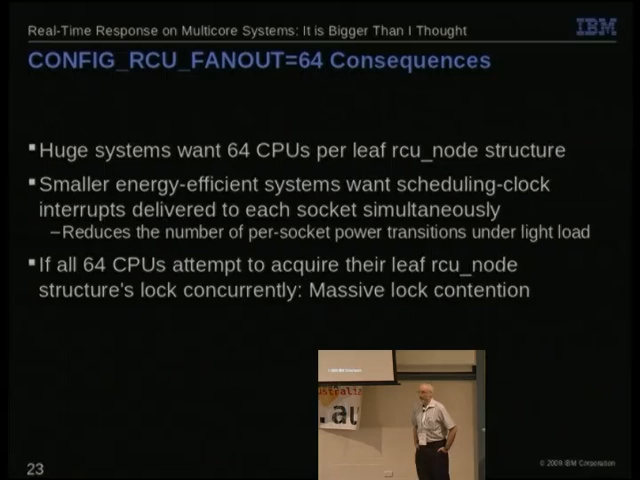 Real-Time Response on Multicore Systems: It is Bigger Than I Thought
IBM
CONFIG_RCU_FANOUT=64 Consequences
Huge systems want 64 CPUs per leaf rcu_node structure
Smaller energy-efficient systems want scheduling-clock
interrupts delivered to each socket simultaneously
–Reduces the number of per-socket power transitions under light load
If all 64 CPUs attempt to acquire their leaf rcu_node
structure's lock concurrently: Massive lock contention
.au
23
© 2009 IBM Corporation